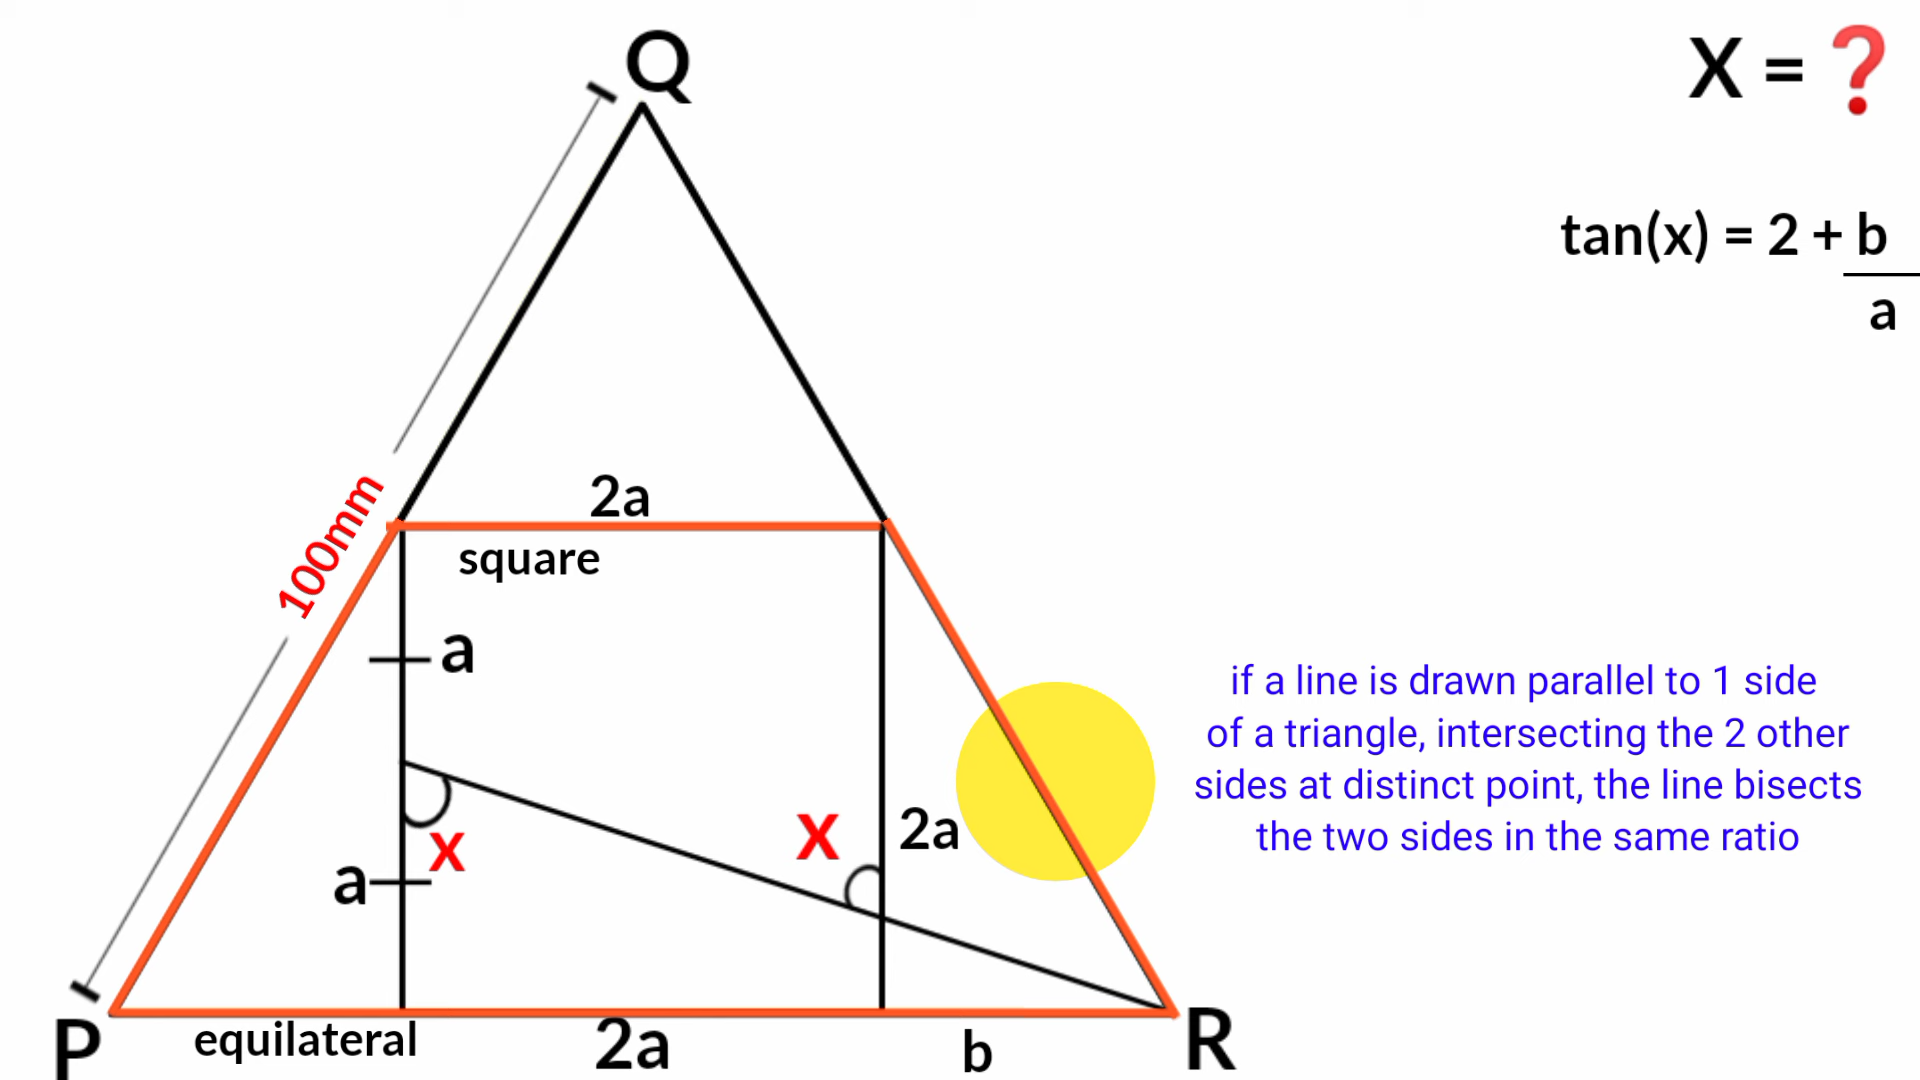 Q
X = ?
tan(x) = 2 + b
a
100mm
2a
square
a
if a line is drawn parallel to 1 side
of a triangle, intersecting the 2 other
sides at distinct point, the line bisects
the two sides in the same ratio
x
x
2a
a
P
equilateral
2a
b
R